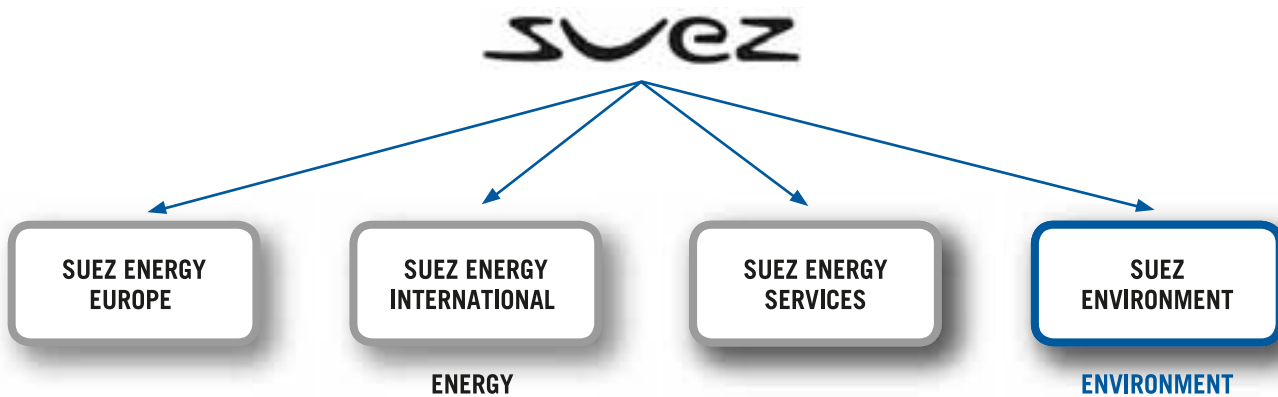 suez
SUEZ ENERGY
EUROPE
SUEZ ENERGY
INTERNATIONAL
SUEZ ENERGY
SERVICES
SUEZ
ENVIRONMENT
ENERGY
ENVIRONMENT